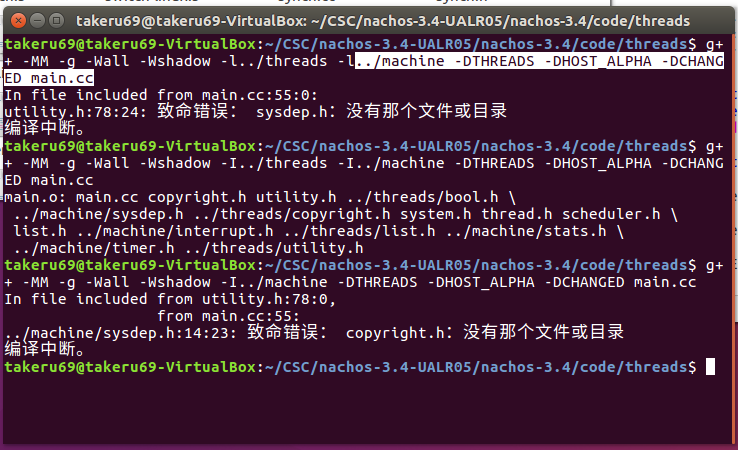 takeru69@takeru69-VirtualBox: ~/CSC/nachos-3.4-UALR05/nachos-3.4/code/threads
takeru69@takeru69-VirtualBox:~/CSC/nachos-3.4-UALR05/nachos-3.4/code/threads$ g+
+ -MM -g -Wall -Wshadow -l../threads -l../machine -DTHREADS -DHOST_ALPHA -DCHANG
ED main.cc
In file included from main.cc:55:0:
utility.h:78:24: 致命错误： sysdep.h：没有那个文件或目录
编译中断。
takeru69@takeru69-VirtualBox:~/CSC/nachos-3.4-UALR05/nachos-3.4/code/threads$ g+
+ -MM -g -Wall -Wshadow -I../threads -I../machine -DTHREADS -DHOST_ALPHA -DCHANG
ED main.cc
main.o: main.cc copyright.h utility.h ../threads/bool.h \
../machine/sysdep.h ../threads/copyright.h system.h thread.h scheduler.h \
list.h ../machine/interrupt.h ../threads/list.h ../machine/stats.h \
../machine/timer.h ../threads/utility.h
takeru69@takeru69-VirtualBox:~/CSC/nachos-3.4-UALR05/nachos-3.4/code/threads$ g+
+ -MM -g -Wall -Wshadow -I../machine -DTHREADS -DHOST_ALPHA -DCHANGED main.cc
In file included from utility.h:78:0,
from main.cc:55:
../machine/sysdep.h:14:23: 致命错误： copyright.h：没有那个文件或目录
编译中断。
takeru69@takeru69-VirtualBox:~/CSC/nachos-3.4-UALR05/nachos-3.4/code/threads$